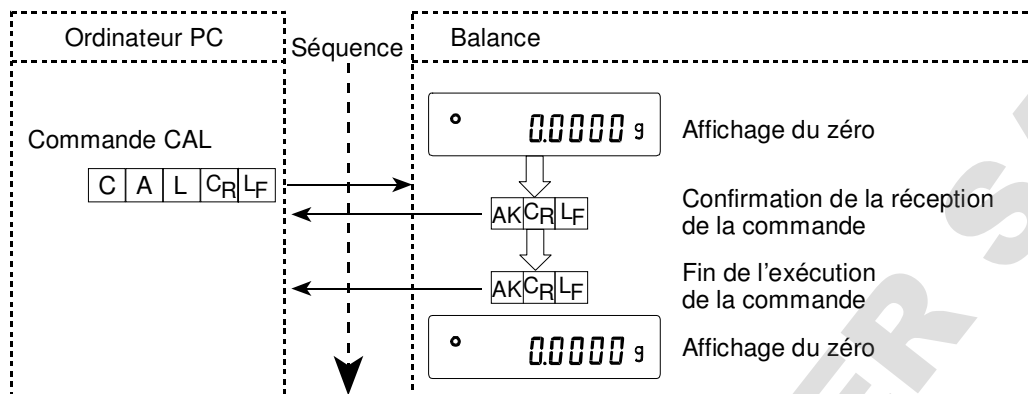 Ordinateur PC
Séquence
Balance
0.0000 g
Affichage du zéro
Commande CAL
C A L CR LF
AK CR LF
Confirmation de la réception
de la commande
AK CR LF
Fin de l'exécution
de la commande
0.0000 g
Affichage du zéro